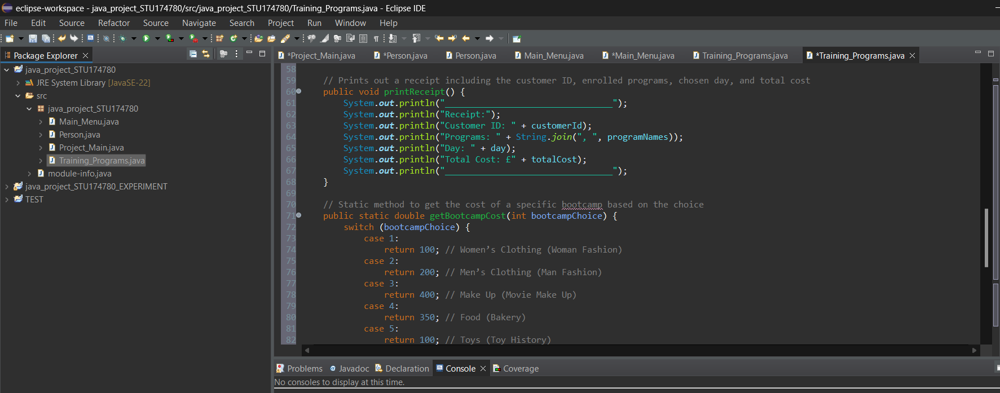 eclipse-workspace - java_project_STU174780/src/java_project_STU174780/Training_Programs.java - Eclipse IDE
File Edit Source Refactor Source Navigate Search Project Run Window Help
Package Explorer
java_project_STU174780
JRE System Library [JavaSE-22]
src
java_project_STU174780
Main_Menu.java
Person.java
Project_Main.java
Training_Programs.java
module-info.java
java_project_STU174780_EXPERIMENT
TEST
*Project_Main.java *Person.java Person.java Main_Menu.java *Main_Menu.java Training_Programs.java *Training_Programs.java
58
59 // Prints out a receipt including the customer ID, enrolled programs, chosen day, and total cost
60 public void printReceipt() {
61 System.out.println("_________________________________");
62 System.out.println("Receipt:");
63 System.out.println("Customer ID: " + customerId);
64 System.out.println("Programs: " + String.join(", ", programNames));
65 System.out.println("Day: " + day);
66 System.out.println("Total Cost: £" + totalCost);
67 System.out.println("_________________________________");
68 }
69
70 // Static method to get the cost of a specific bootcamp based on the choice
71 public static double getBootcampCost(int bootcampChoice) {
72 switch (bootcampChoice) {
73 case 1:
74 return 100; // Women’s Clothing (Woman Fashion)
75 case 2:
76 return 200; // Men’s Clothing (Man Fashion)
77 case 3:
78 return 400; // Make Up (Movie Make Up)
79 case 4:
80 return 350; // Food (Bakery)
81 case 5:
82 return 100; // Toys (Toy History)
Problems Javadoc Declaration Console Coverage
No consoles to display at this time.